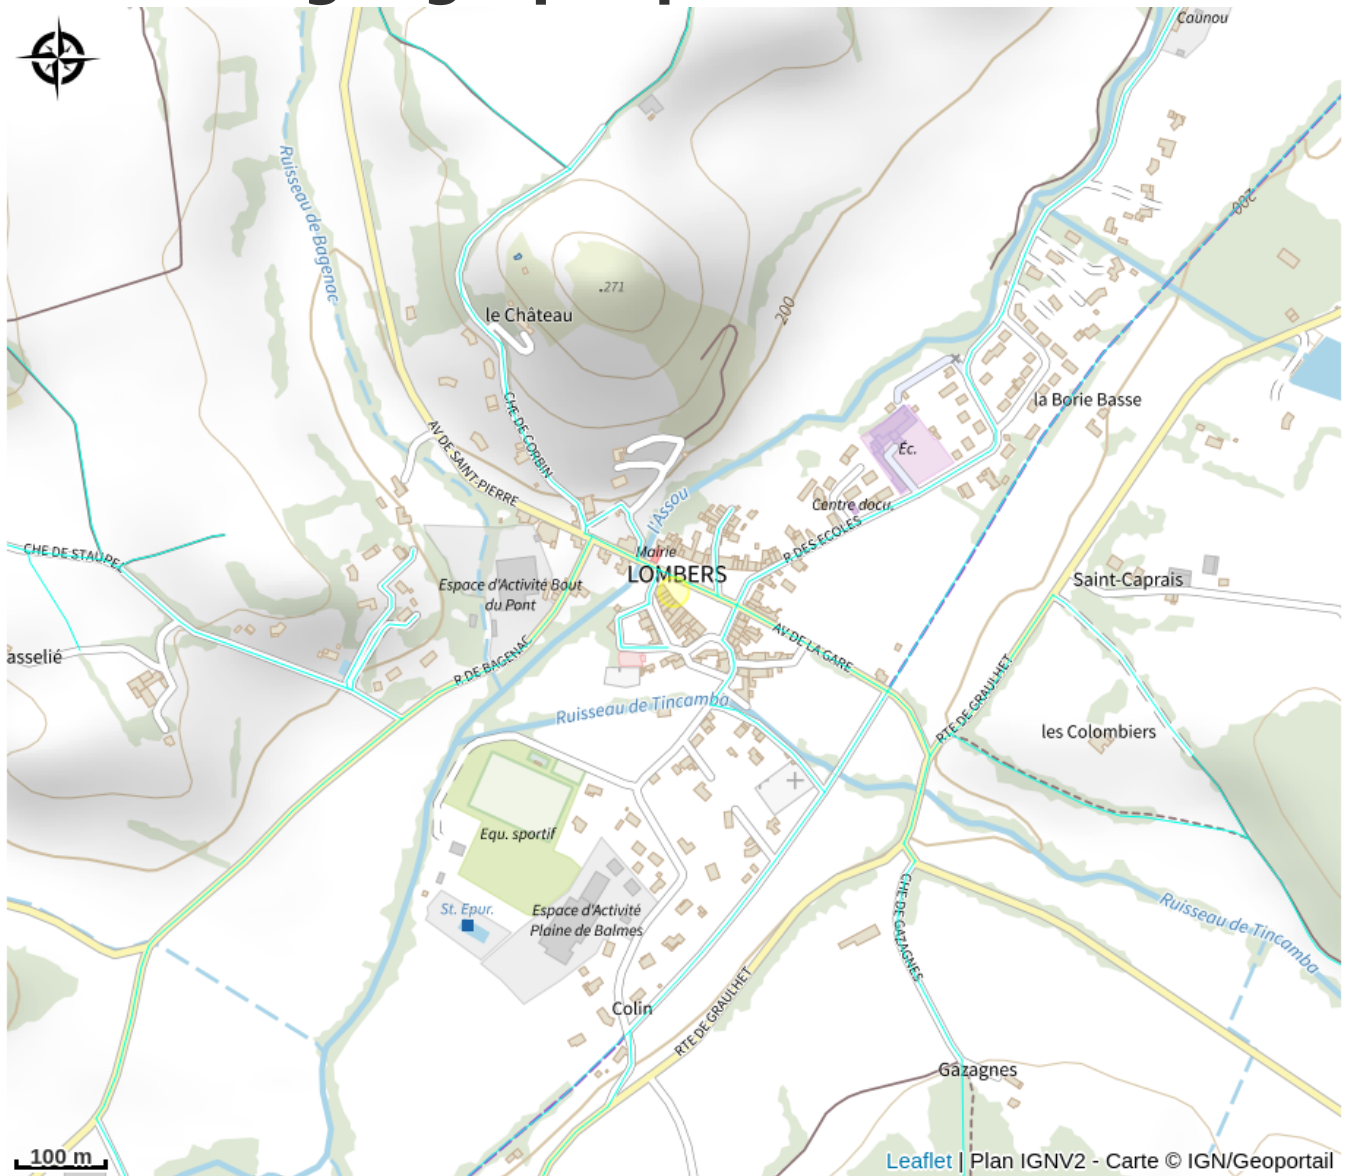 Caunou
Ruisseau de Bagenac
200
.271
le Château
200
la Borie Basse
CHE DE CORBIN
AV DE SAINT-PIERRE
Éc.
l'Assou
Centre docu.
R DES ECOLES
CHE DE STAUPE
Mairie
LOMBERS
Espace d'Activité Bout
du Pont
Saint-Caprais
asselié
R DE BAGENAC
AV DE LA GARE
RTE DE GRAULHET
Ruisseau de Tincamba
les Colombiers
Equ. sportif
St. Epur.
Espace d'Activité
Plaine de Balmes
CHE DE GAZAGNES
Ruisseau de Tincamba
Colin
RTE DE GRAULHET
Gazagnes
100 m
Leaflet | Plan IGNV2 - Carte © IGN/Geoportail